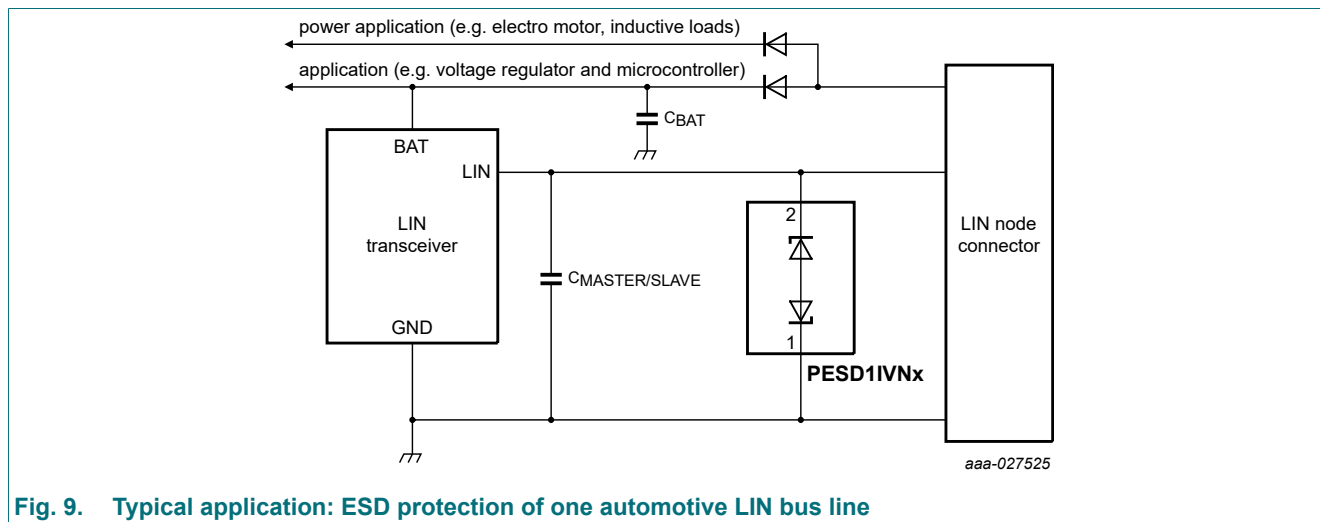 power application (e.g. electro motor, inductive loads)
application (e.g. voltage regulator and microcontroller)
CBAT
BAT
LIN
LIN
transceiver
GND
CMASTER/SLAVE
2
1
PESD1IVNx
LIN node
connector
aaa-027525
Fig. 9. Typical application: ESD protection of one automotive LIN bus line